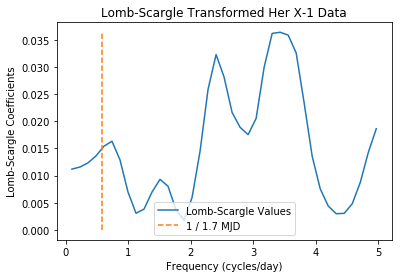 Lomb-Scargle Transformed Her X-1 Data
Lomb-Scargle Coefficients
0.035
0.030
0.025
0.020
0.015
0.010
0.005
0.000
Lomb-Scargle Values
1 / 1.7 MJD
0 1 2 3 4 5
Frequency (cycles/day)